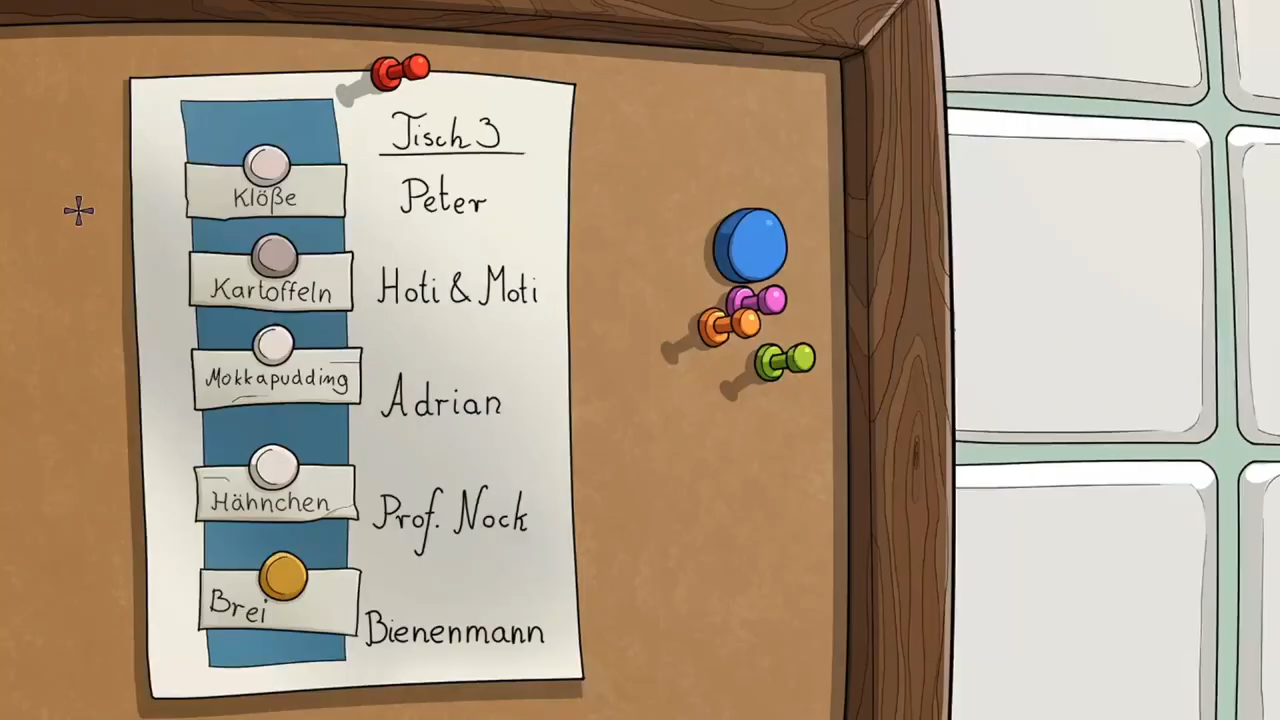 Tisch 3
Klöße Peter
Kartoffeln Hoti & Moti
Mokkapudding Adrian
Hähnchen Prof. Nock
Brei Bienenmann